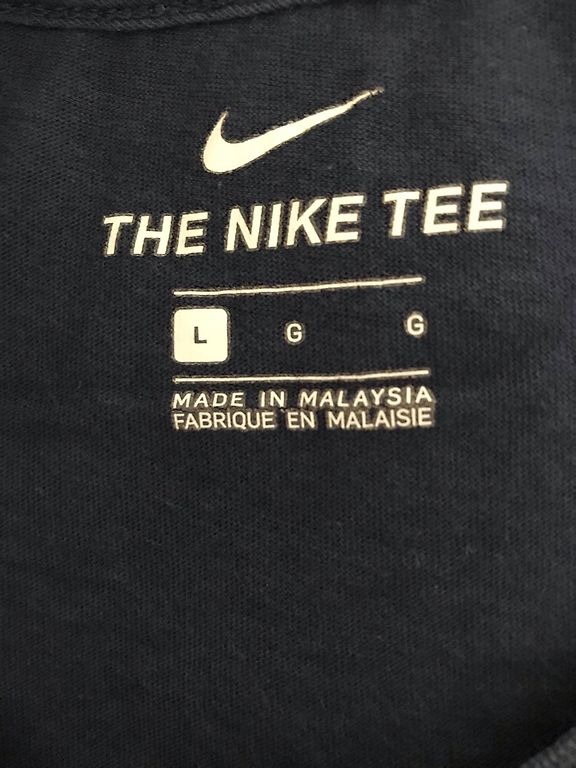 THE NIKE TEE
L G G
MADE IN MALAYSIA
FABRIQUE EN MALAISIE